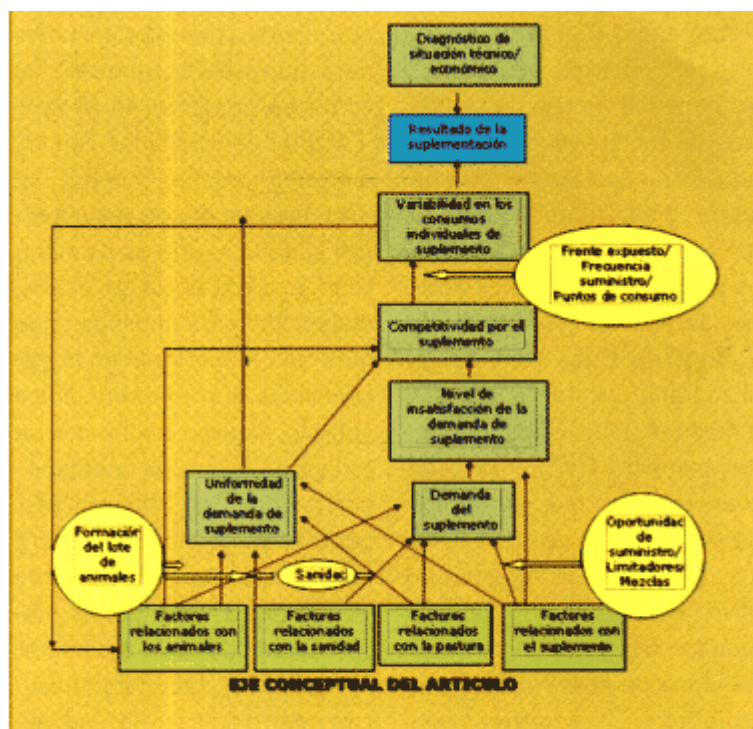 Diagnóstico de
situación técnico/
económico
Resultado de la
suplementación
Variabilidad en los
consumos
individuales de
suplemento
Frente expuesto/
Frecuencia
suministro/
Puntos de consumo
Competitividad por el
suplemento
Nivel de
insatisfacción de la
demanda de
suplemento
Uniformidad
de la
demanda de
suplemento
Demanda
del
suplemento
Formación
del lote
de
animales
Sanidad
Oportunidad
de
suministro/
Limitadores/
Mezclas
Factores
relacionados con
los animales
Factores
relacionados
con la sanidad
Factores
relacionados
con la pastura
Factores
relacionados con
el suplemento
EJE CONCEPTUAL DEL ARTICULO